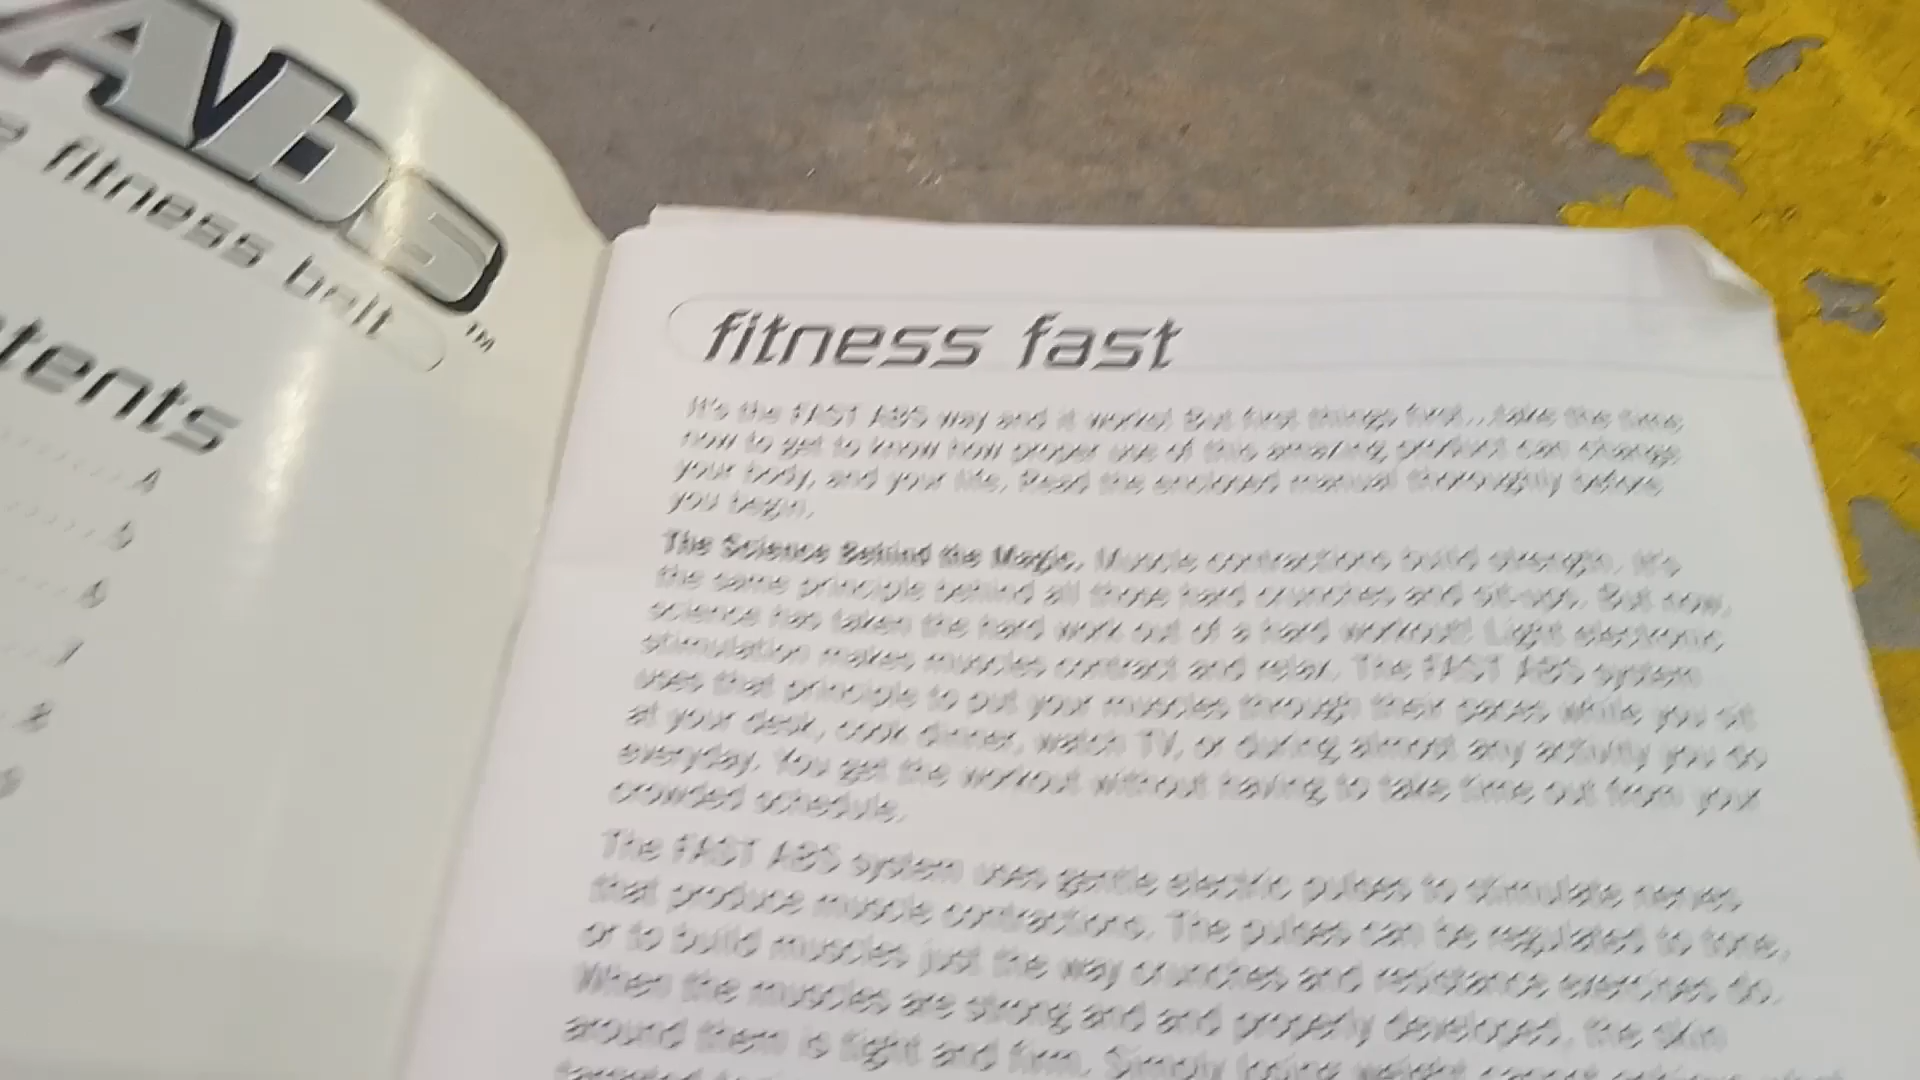 Abs
fitness belt™
tents
4
5
6
7
8
9
fitness fast
It's the FAST ABS way and it works! But first things first...take the time
now to get to know how proper use of this amazing product can change
your body, and your life. Read the enclosed manual thoroughly before
you begin.
The Science Behind the Magic. Muscle contractions build strength. It's
the same principle behind all those hard crunches and sit-ups. But now,
science has taken the hard work out of a hard workout! Light electronic
stimulation makes muscles contract and relax. The FAST ABS system
uses that principle to put your muscles through their paces while you sit
at your desk, cook dinner, watch TV, or during almost any activity you do
everyday. You get the workout without having to take time out from your
crowded schedule.
The FAST ABS system uses gentle electric pulses to stimulate nerves
that produce muscle contractions. The pulses can be regulated to tone,
or to build muscles just the way crunches and resistance exercises do.
When the muscles are strong and and properly developed, the skin
around them is tight and firm. Simply losing weight cannot